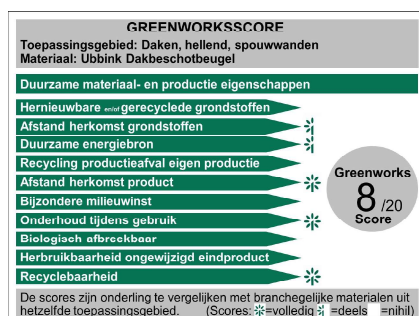 GREENWORKSSCORE
Toepassingsgebied: Daken, hellend, spouwwanden
Materiaal: Ubbink Dakbeschotbeugel
Duurzame materiaal- en productie eigenschappen
Hernieuwbare en/of gerecyclede grondstoffen
Afstand herkomst grondstoffen
Duurzame energiebron
Recycling productieafval eigen productie
Afstand herkomst product
Bijzondere milieuwinst
Onderhoud tijdens gebruik
Biologisch afbreekbaar
Herbruikbaarheid ongewijzigd eindproduct
Recyclebaarheid
Greenworks
8 /20
Score
De scores zijn onderling te vergelijken met branchegelijke materialen uit
hetzelfde toepassingsgebied. (Scores: =volledig =deels =nihil)